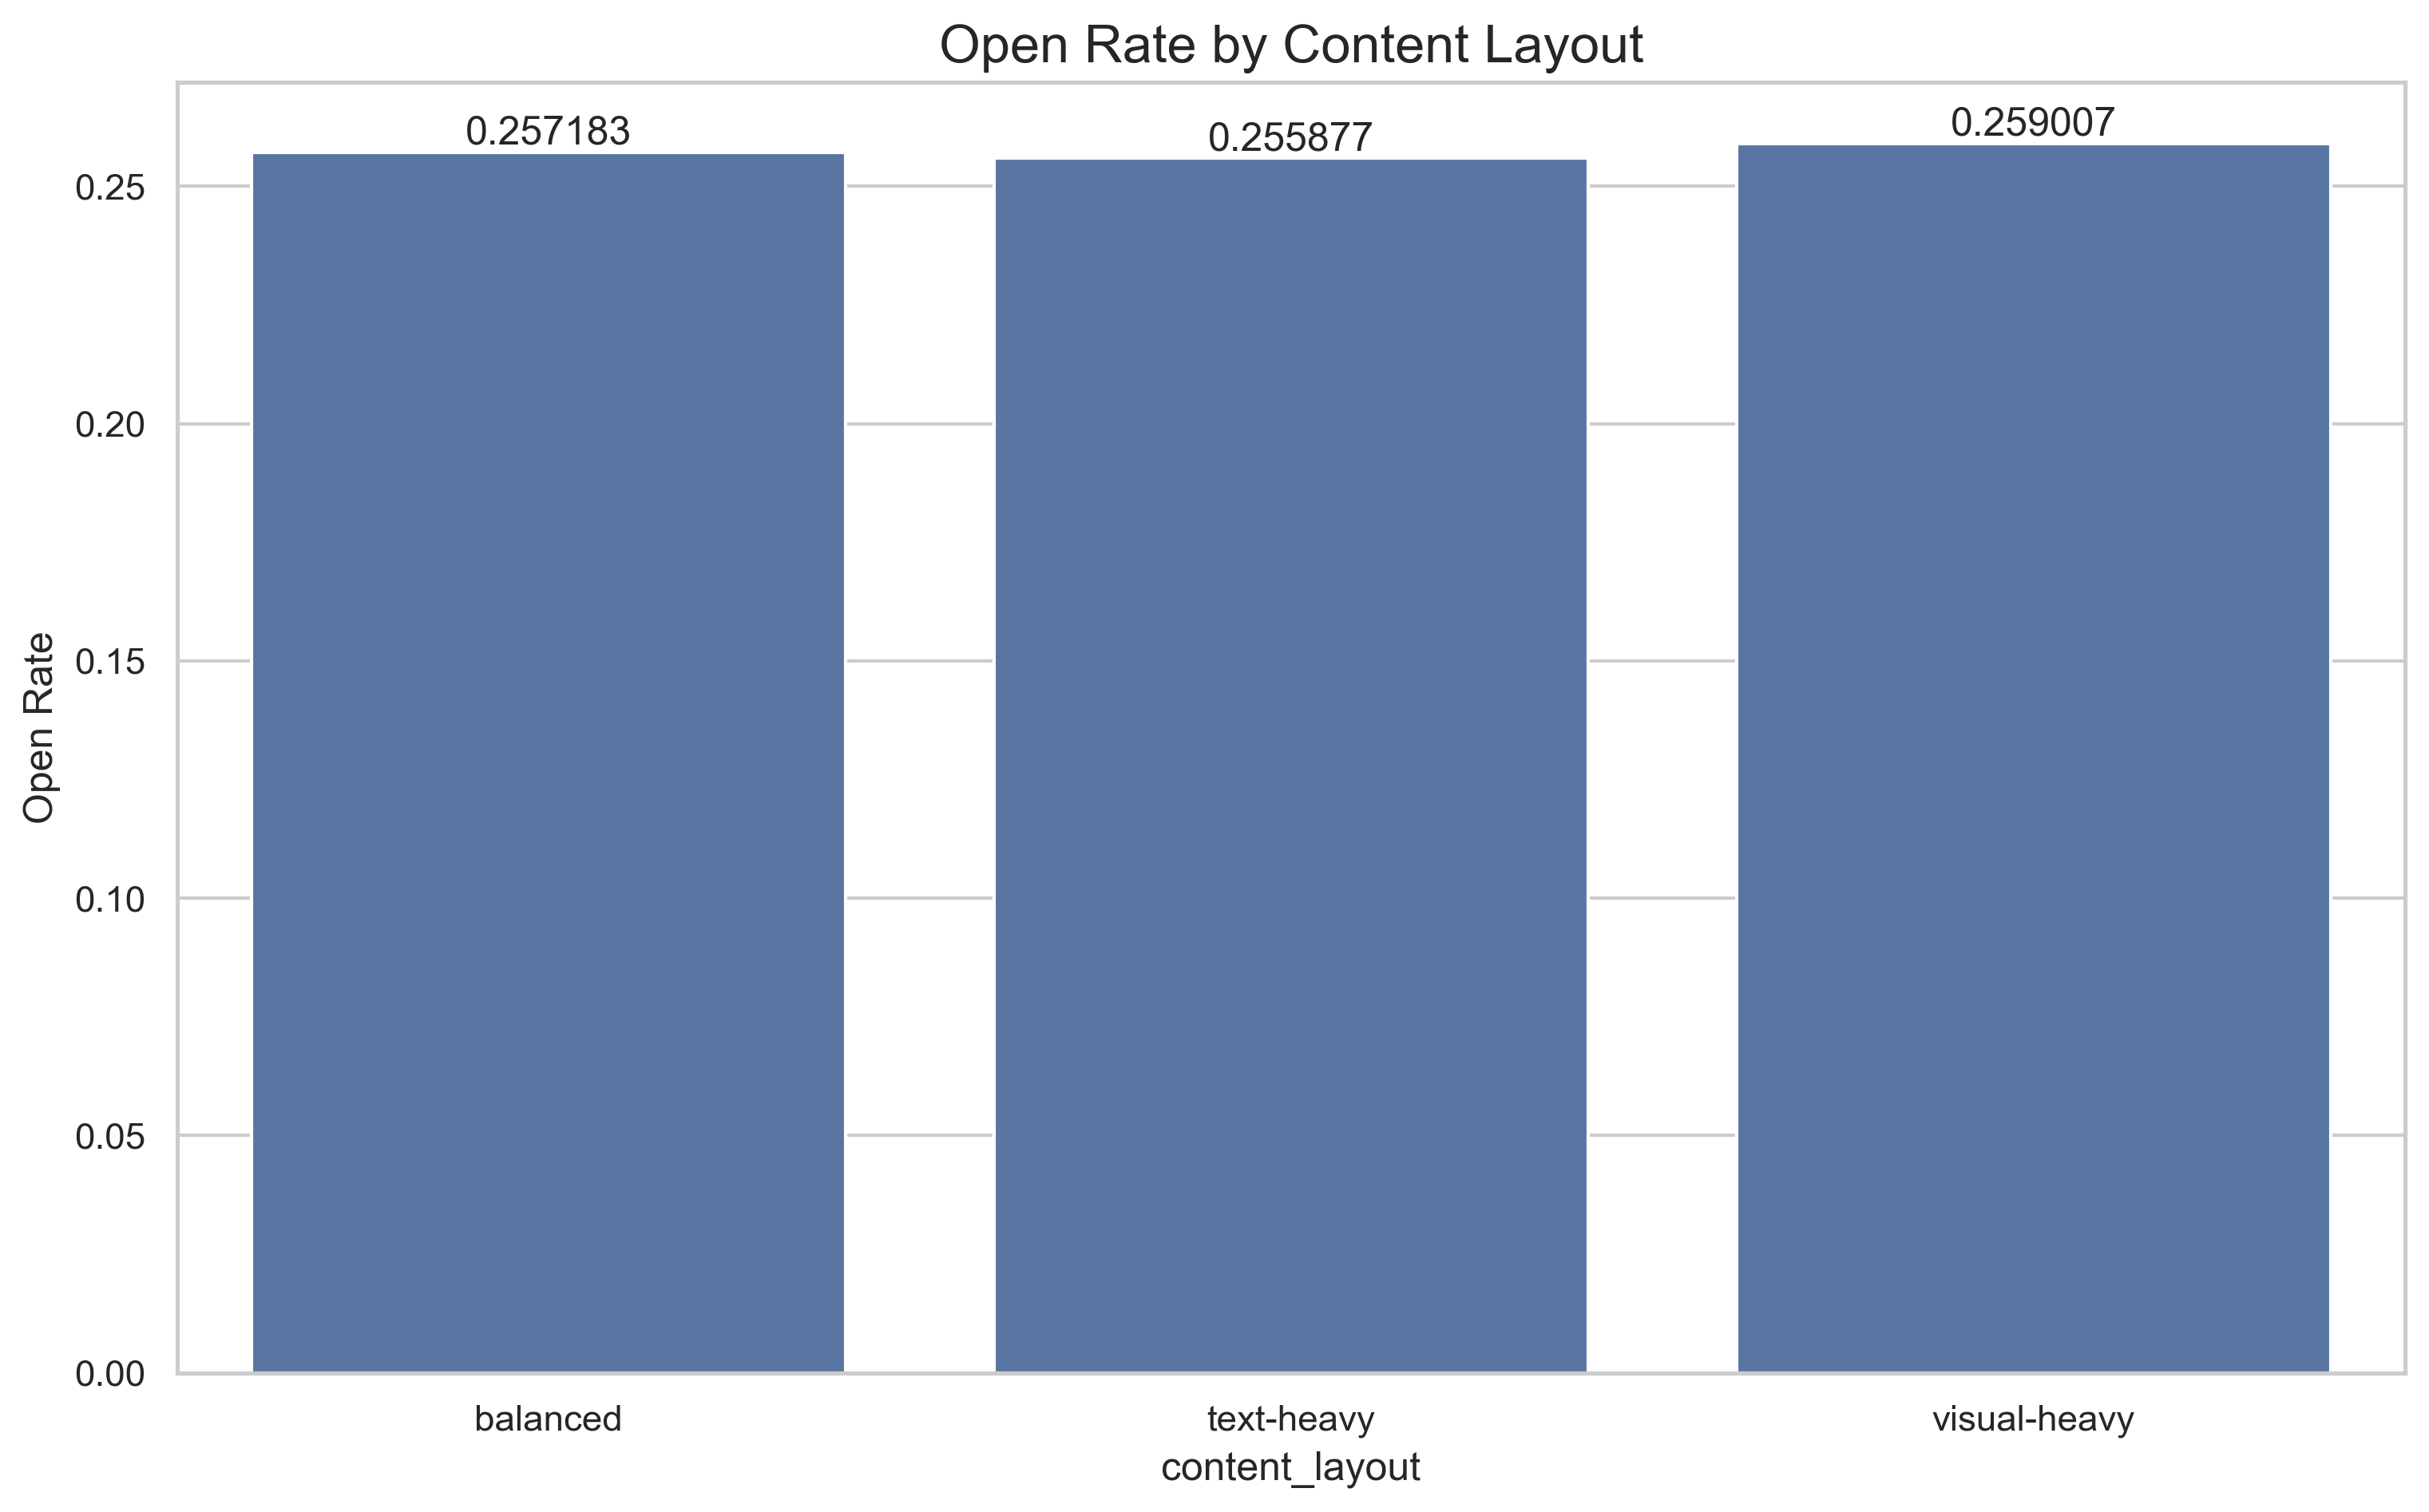 Open Rate by Content Layout
0.257183
0.255877
0.259007
0.25
0.20
0.15
0.10
0.05
0.00
Open Rate
balanced
text-heavy
visual-heavy
content_layout